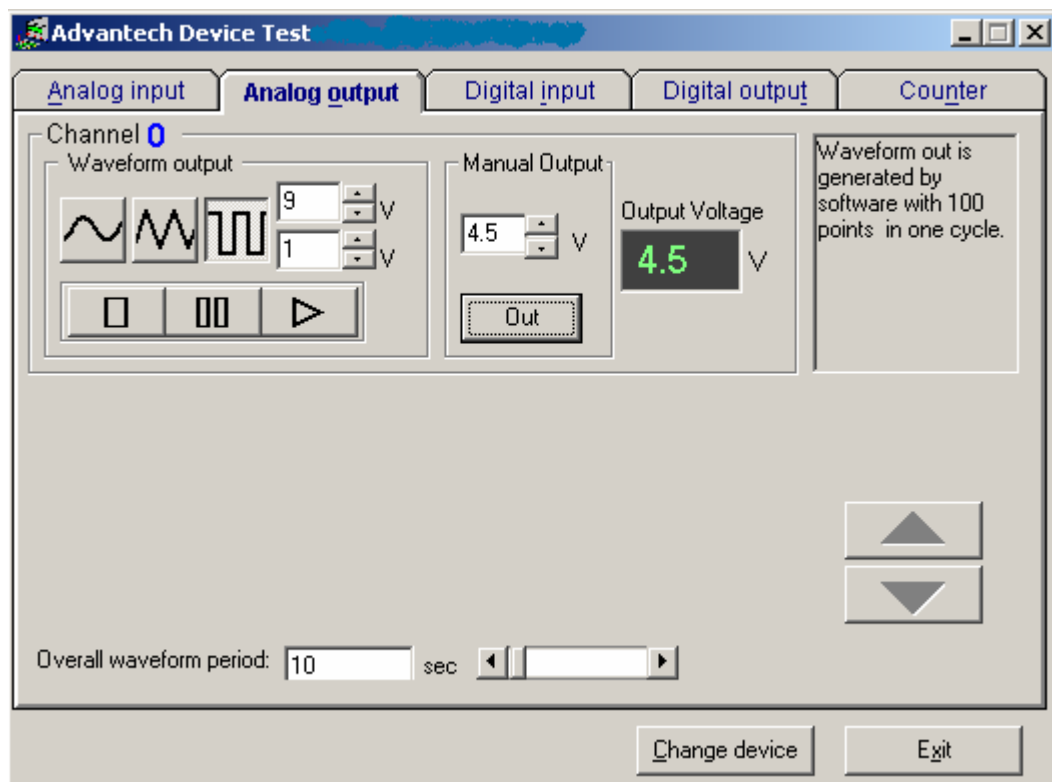 Advantech Device Test
Analog input
Analog output
Digital input
Digital output
Counter
Channel 0
Waveform output
9 V
1 V
Manual Output
4.5 V
Out
Output Voltage
4.5 V
Waveform out is
generated by
software with 100
points in one cycle.
Overall waveform period: 10 sec
Change device
Exit